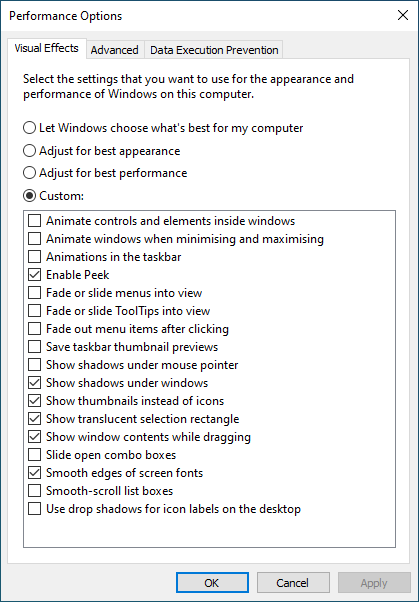 Performance Options
Visual Effects
Advanced
Data Execution Prevention
Select the settings that you want to use for the appearance and
performance of Windows on this computer.
Let Windows choose what's best for my computer
Adjust for best appearance
Adjust for best performance
Custom:
Animate controls and elements inside windows
Animate windows when minimising and maximising
Animations in the taskbar
Enable Peek
Fade or slide menus into view
Fade or slide ToolTips into view
Fade out menu items after clicking
Save taskbar thumbnail previews
Show shadows under mouse pointer
Show shadows under windows
Show thumbnails instead of icons
Show translucent selection rectangle
Show window contents while dragging
Slide open combo boxes
Smooth edges of screen fonts
Smooth-scroll list boxes
Use drop shadows for icon labels on the desktop
OK
Cancel
Apply